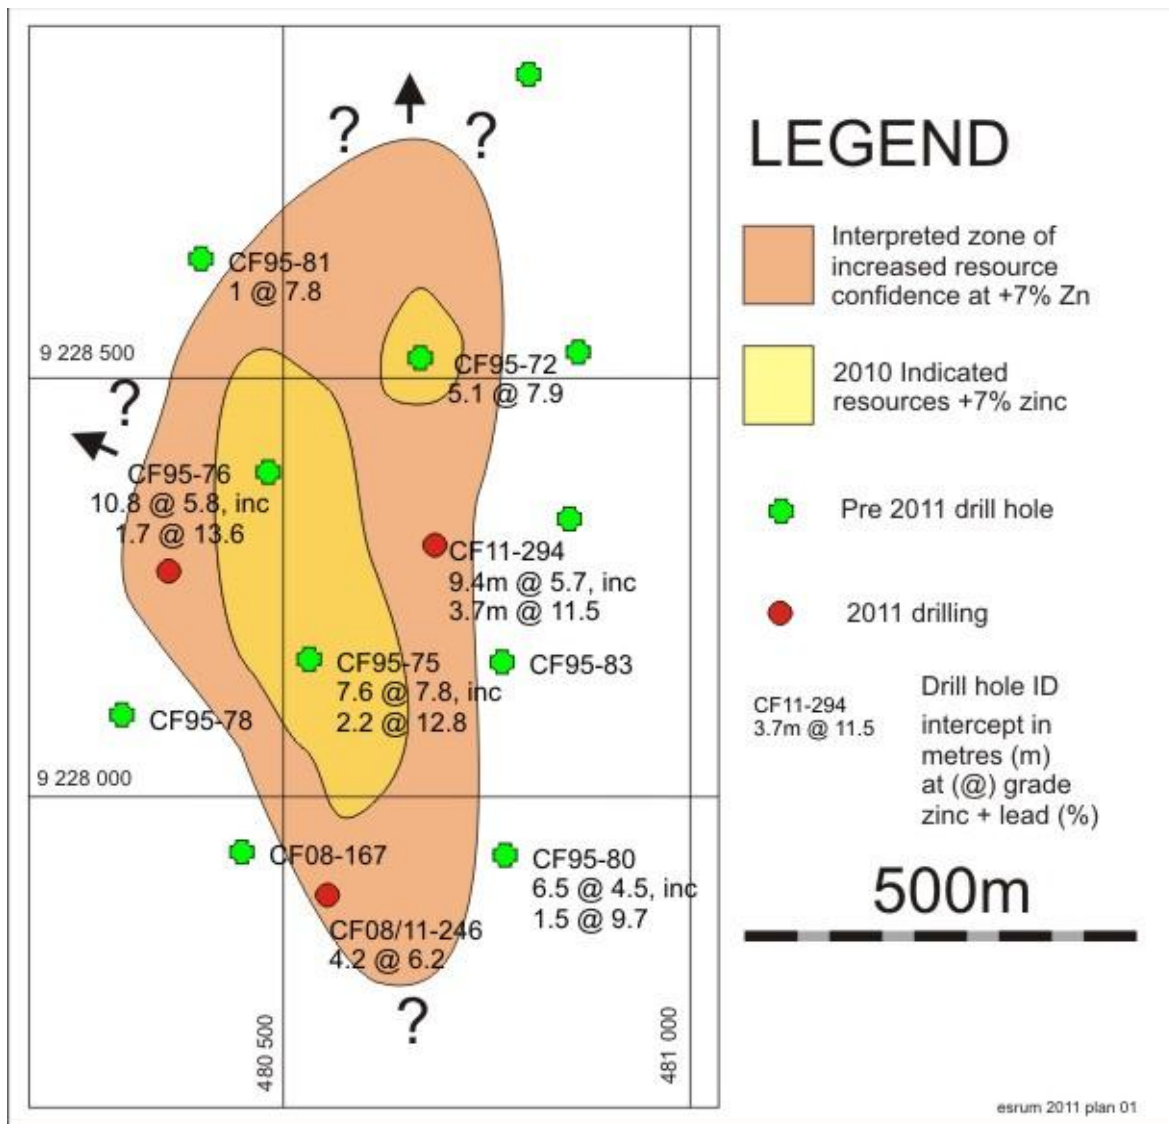 ?
?
CF95-81
1 @ 7.8
9 228 500
CF95-72
5.1 @ 7.9
?
CF95-76
10.8 @ 5.8, inc
1.7 @ 13.6
CF11-294
9.4m @ 5.7, inc
3.7m @ 11.5
CF95-75
7.6 @ 7.8, inc
2.2 @ 12.8
CF95-83
CF95-78
9 228 000
CF08-167
CF95-80
6.5 @ 4.5, inc
1.5 @ 9.7
CF08/11-246
4.2 @ 6.2
?
480 500
481 000
LEGEND
Interpreted zone of
increased resource
confidence at +7% Zn
2010 Indicated
resources +7% zinc
Pre 2011 drill hole
2011 drilling
CF11-294
3.7m @ 11.5
Drill hole ID
intercept in
metres (m)
at (@) grade
zinc + lead (%)
500m
esrum 2011 plan 01